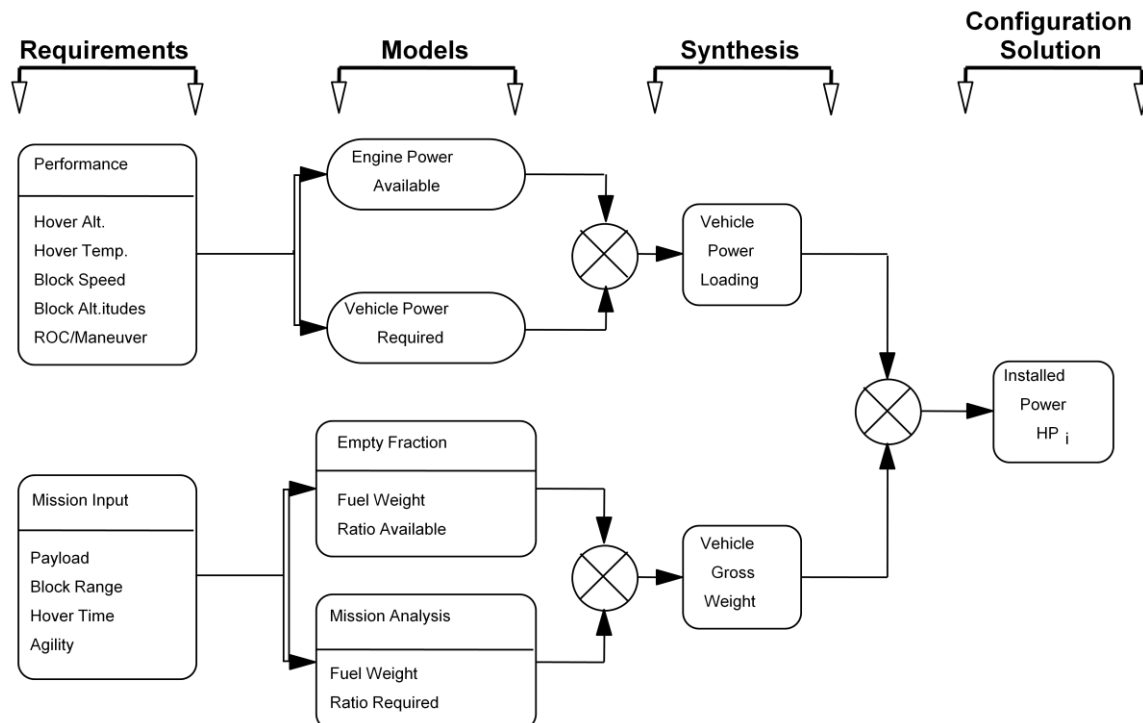 Requirements
Models
Synthesis
Configuration
Solution
Performance
Hover Alt.
Hover Temp.
Block Speed
Block Alt.itudes
ROC/Maneuver
Engine Power
Available
Vehicle Power
Required
Vehicle
Power
Loading
Installed
Power
HP i
Mission Input
Payload
Block Range
Hover Time
Agility
Empty Fraction
Fuel Weight
Ratio Available
Mission Analysis
Fuel Weight
Ratio Required
Vehicle
Gross
Weight